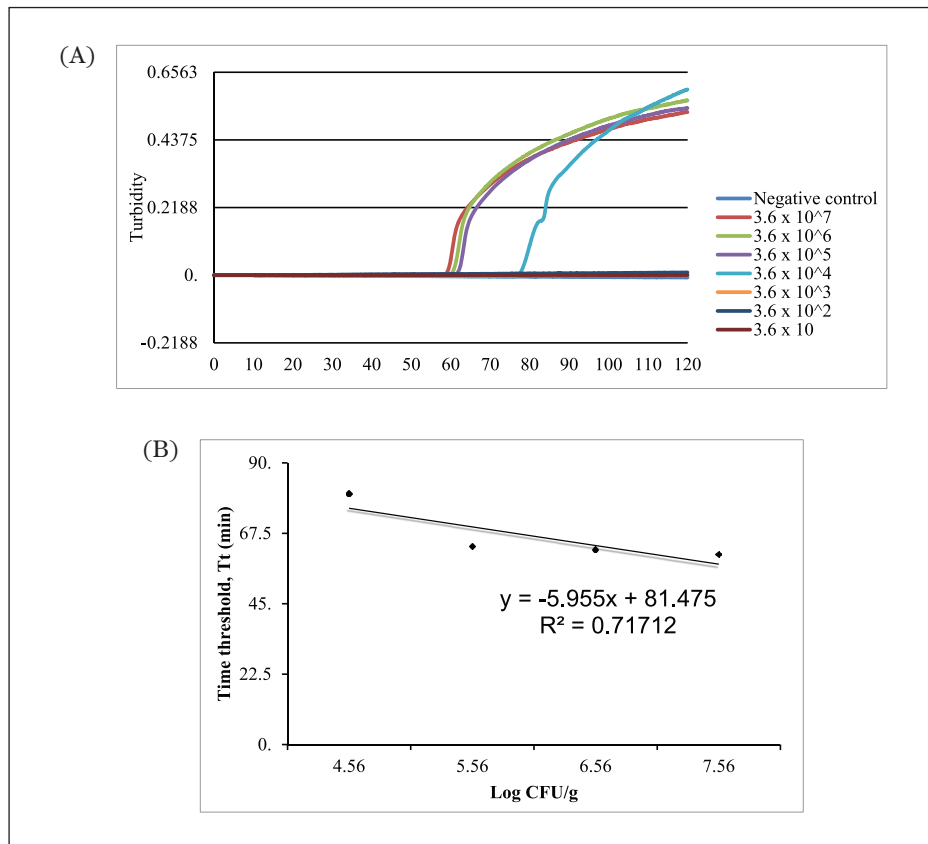 (A)
0.6563
0.4375
0.2188
0.
-0.2188
Turbidity
0 10 20 30 40 50 60 70 80 90 100 110 120
Negative control
3.6 x 10^7
3.6 x 10^6
3.6 x 10^5
3.6 x 10^4
3.6 x 10^3
3.6 x 10^2
3.6 x 10
(B)
90.
67.5
45.
22.5
0.
Time threshold, Tt (min)
y = -5.955x + 81.475
R² = 0.71712
4.56 5.56 6.56 7.56
Log CFU/g